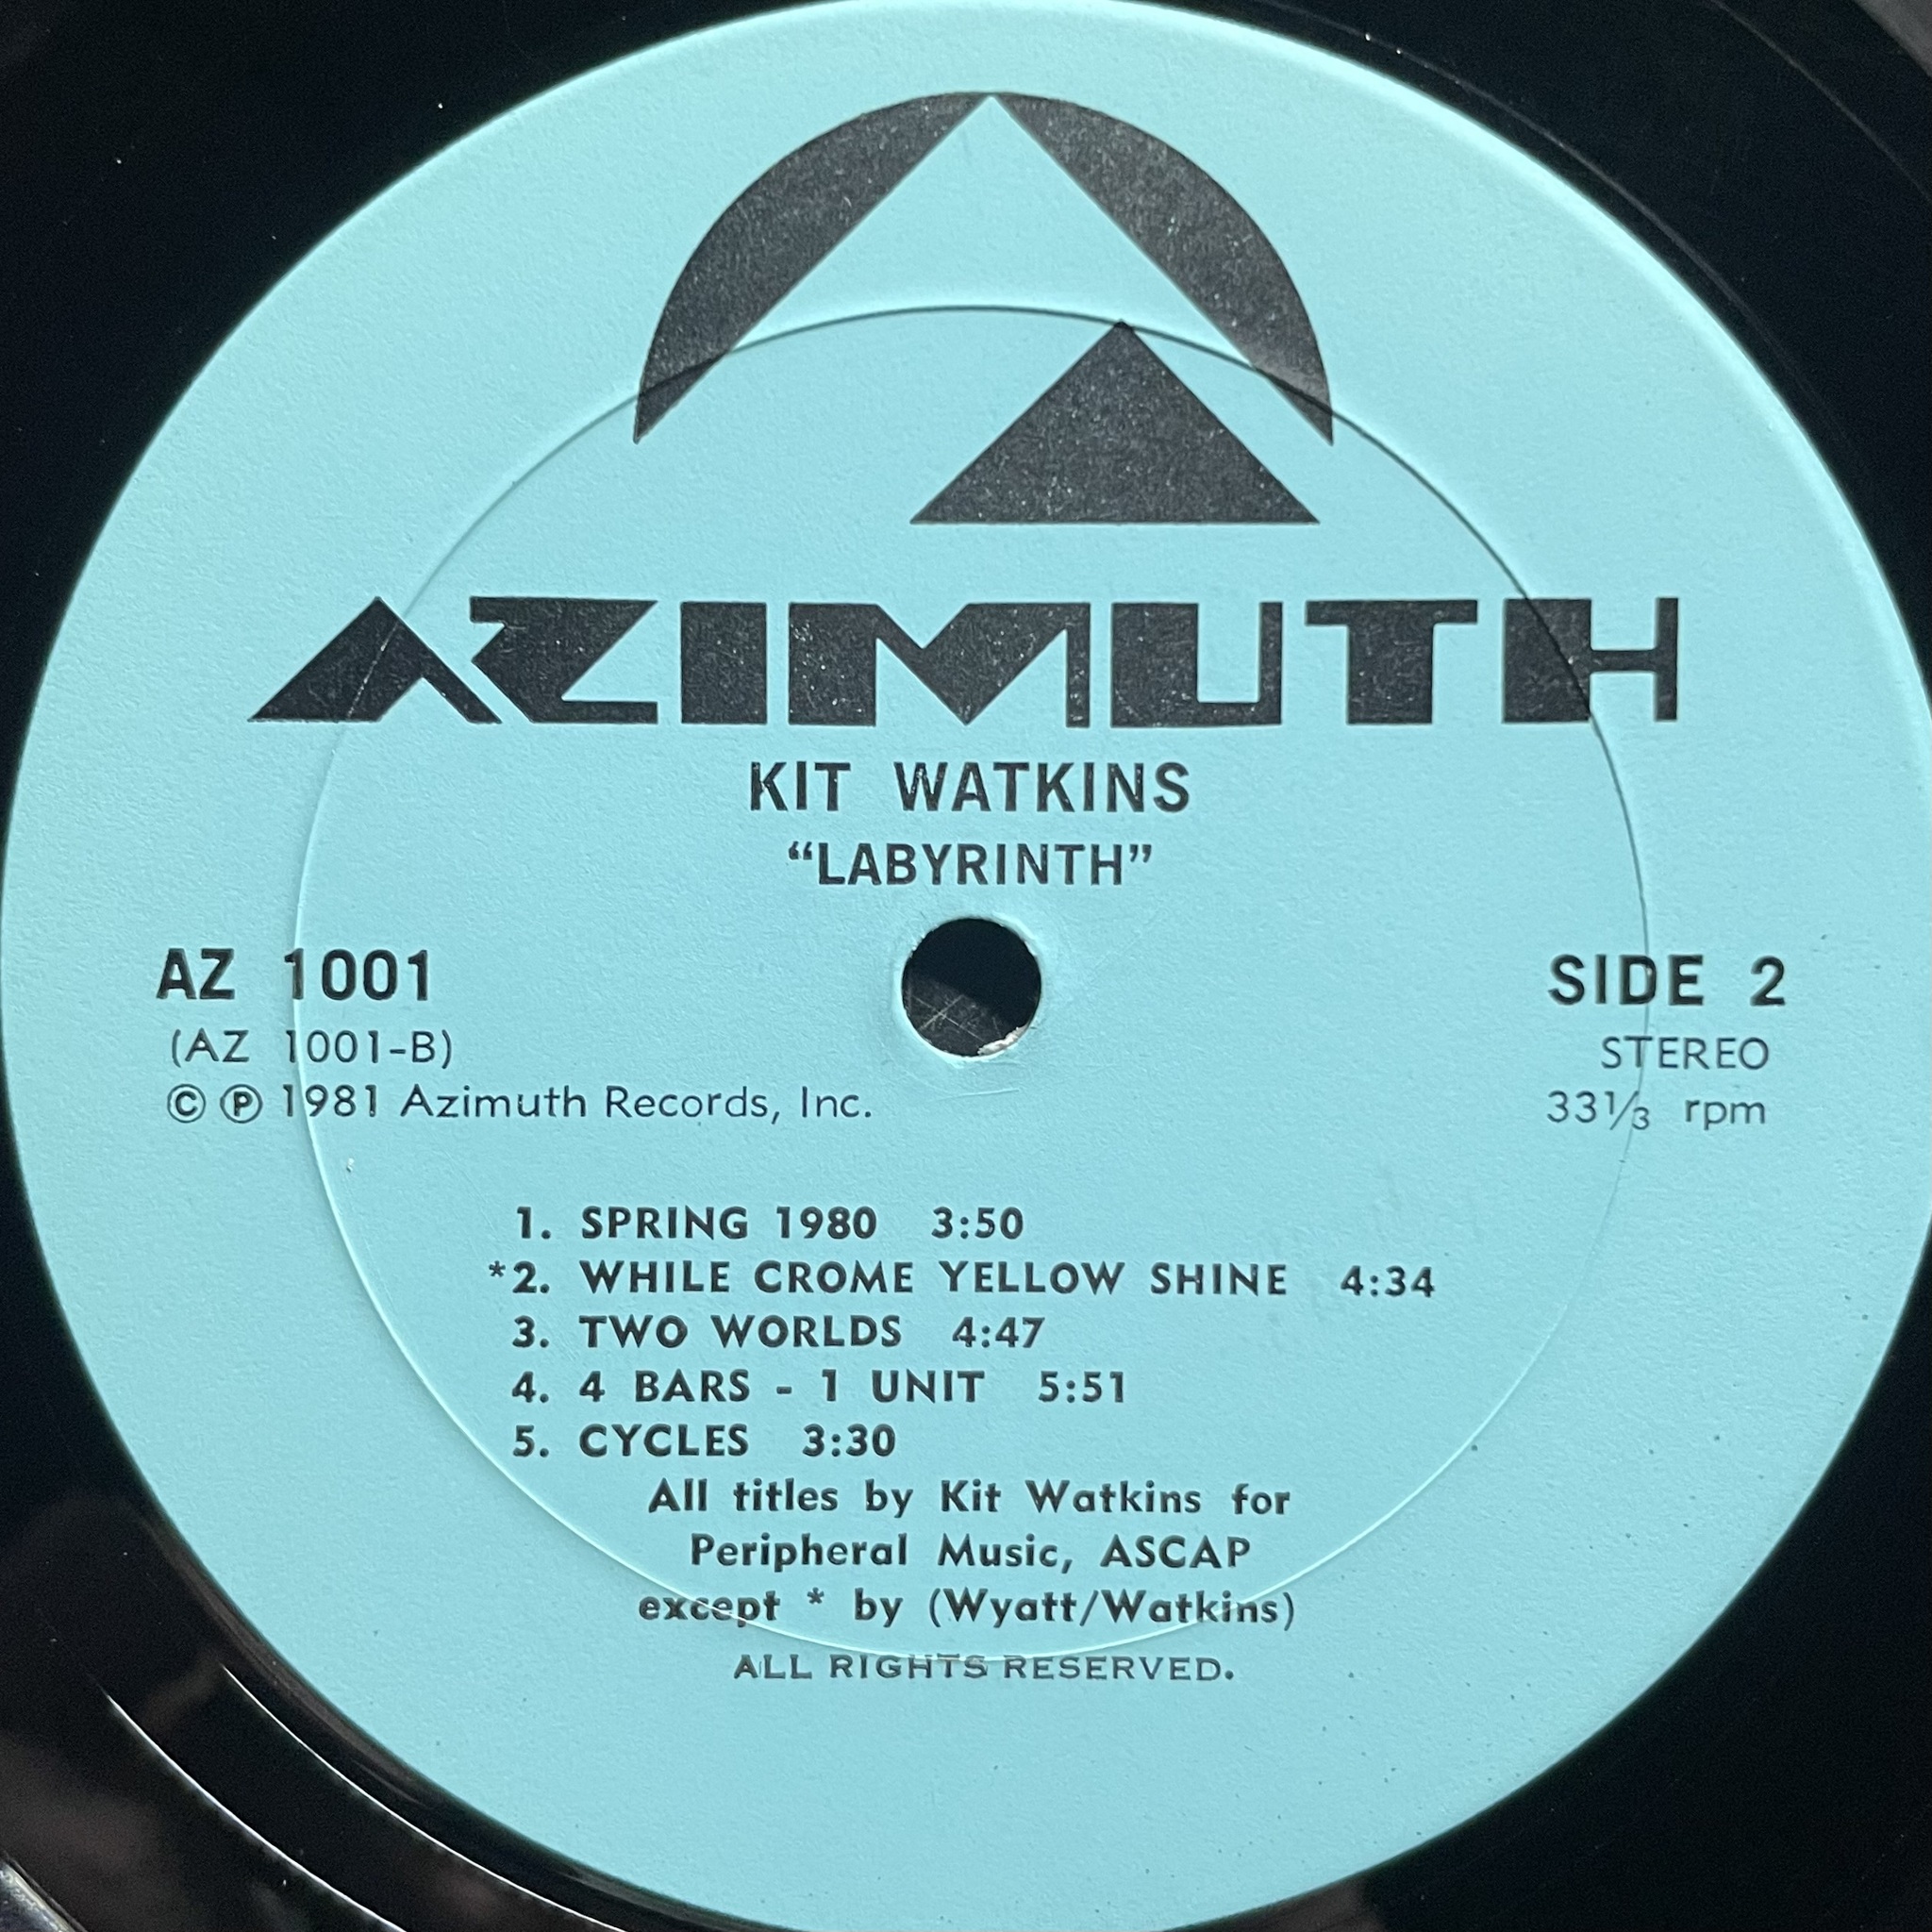 AZIMUTH
KIT WATKINS
“LABYRINTH”
AZ 1001
(AZ 1001-B)
© ℗ 1981 Azimuth Records, Inc.
SIDE 2
STEREO
33⅓ rpm
1. SPRING 1980 3:50
*2. WHILE CROME YELLOW SHINE 4:34
3. TWO WORLDS 4:47
4. 4 BARS - 1 UNIT 5:51
5. CYCLES 3:30
All titles by Kit Watkins for
Peripheral Music, ASCAP
except * by (Wyatt/Watkins)
ALL RIGHTS RESERVED.